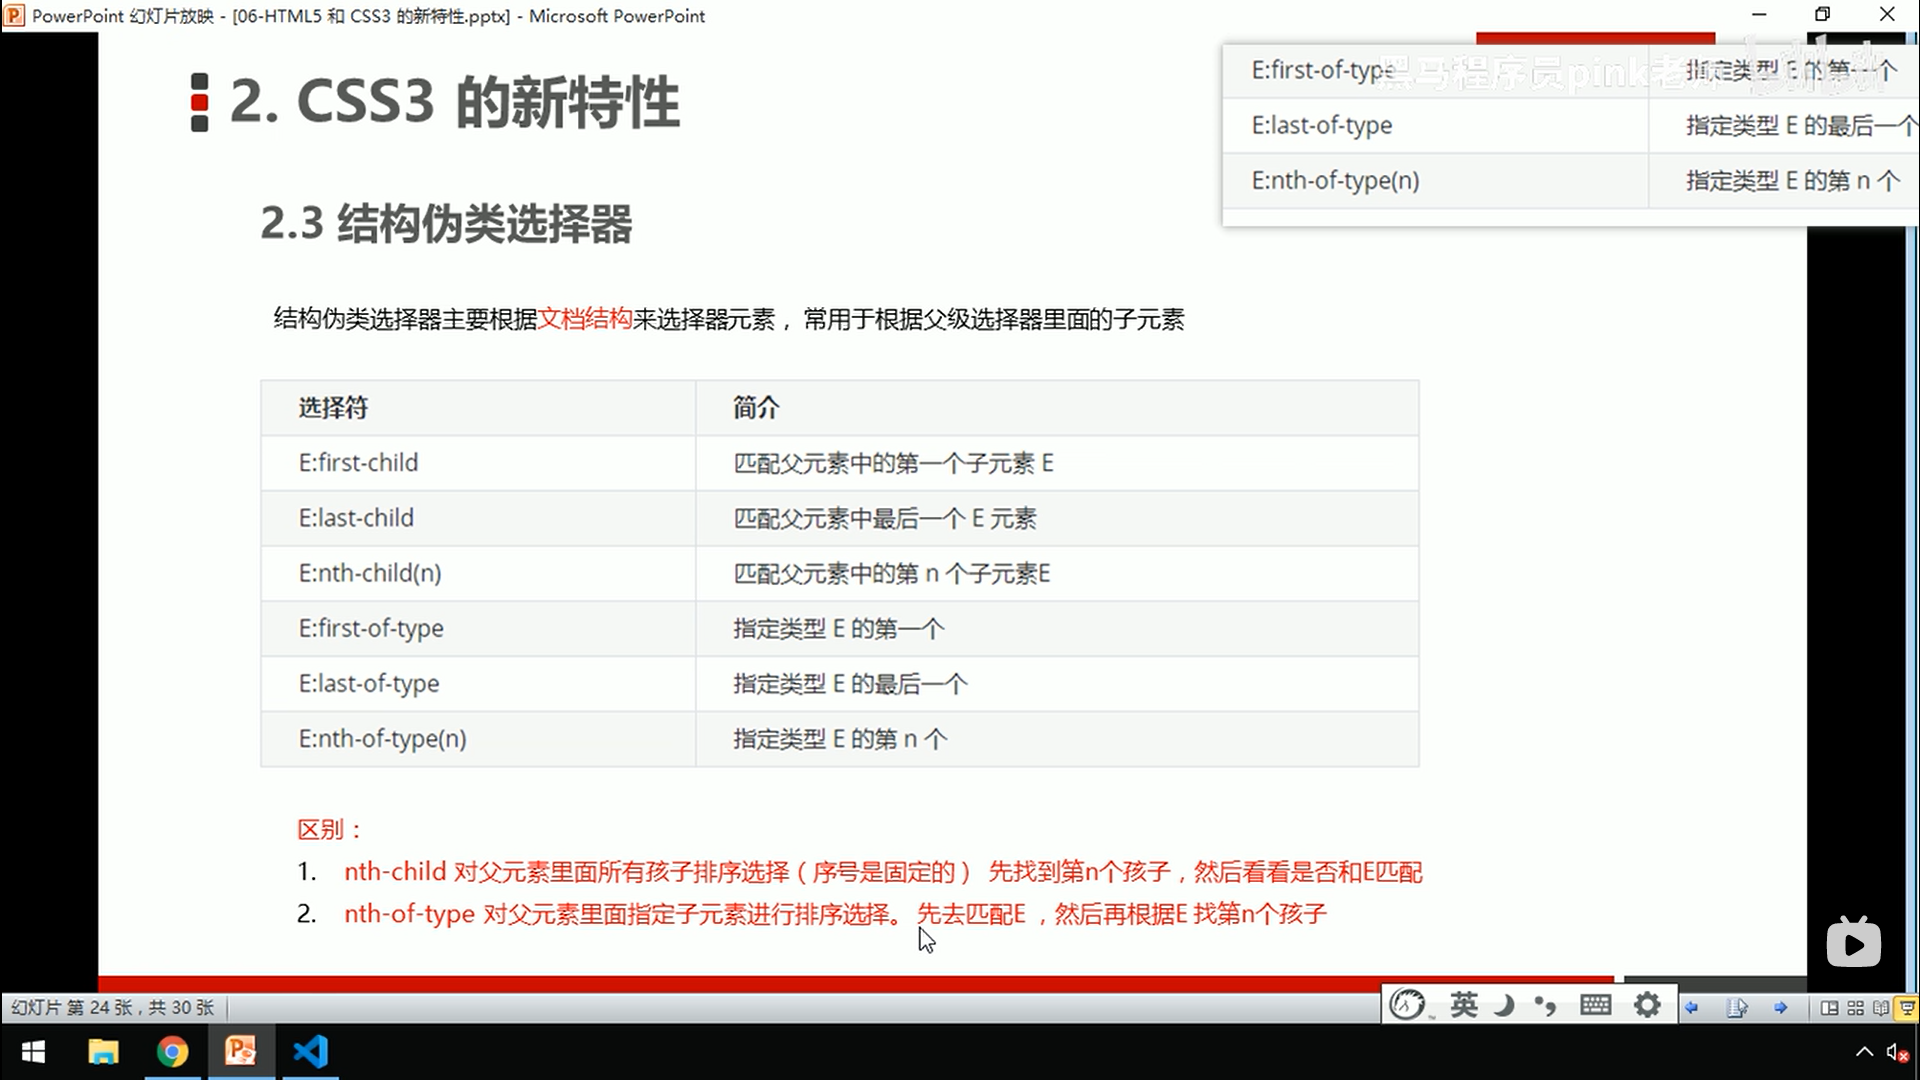 PowerPoint 幻灯片放映 - [06-HTML5 和 CSS3 的新特性.pptx] - Microsoft PowerPoint
2. CSS3 的新特性
E:first-of-type 指定类型 E 的第一个
黑马程序员pink老师
E:last-of-type 指定类型 E 的最后一个
E:nth-of-type(n) 指定类型 E 的第 n 个
2.3 结构伪类选择器
结构伪类选择器主要根据文档结构来选择器元素，常用于根据父级选择器里面的子元素
选择符 简介
E:first-child 匹配父元素中的第一个子元素 E
E:last-child 匹配父元素中最后一个 E 元素
E:nth-child(n) 匹配父元素中的第 n 个子元素E
E:first-of-type 指定类型 E 的第一个
E:last-of-type 指定类型 E 的最后一个
E:nth-of-type(n) 指定类型 E 的第 n 个
区别：
1. nth-child 对父元素里面所有孩子排序选择（序号是固定的） 先找到第n个孩子，然后看看是否和E匹配
2. nth-of-type 对父元素里面指定子元素进行排序选择。 先去匹配E ，然后再根据E 找第n个孩子
幻灯片 第 24 张，共 30 张
英